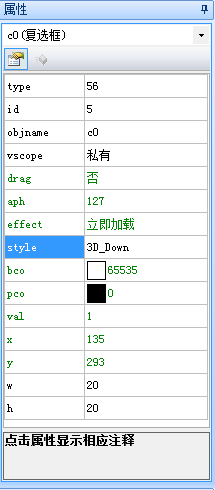 属性
c0(复选框)
type 56
id 5
objname c0
vscope 私有
drag 否
aph 127
effect 立即加载
style 3D_Down
bco 65535
pco 0
val 1
x 135
y 293
w 20
h 20
点击属性显示相应注释